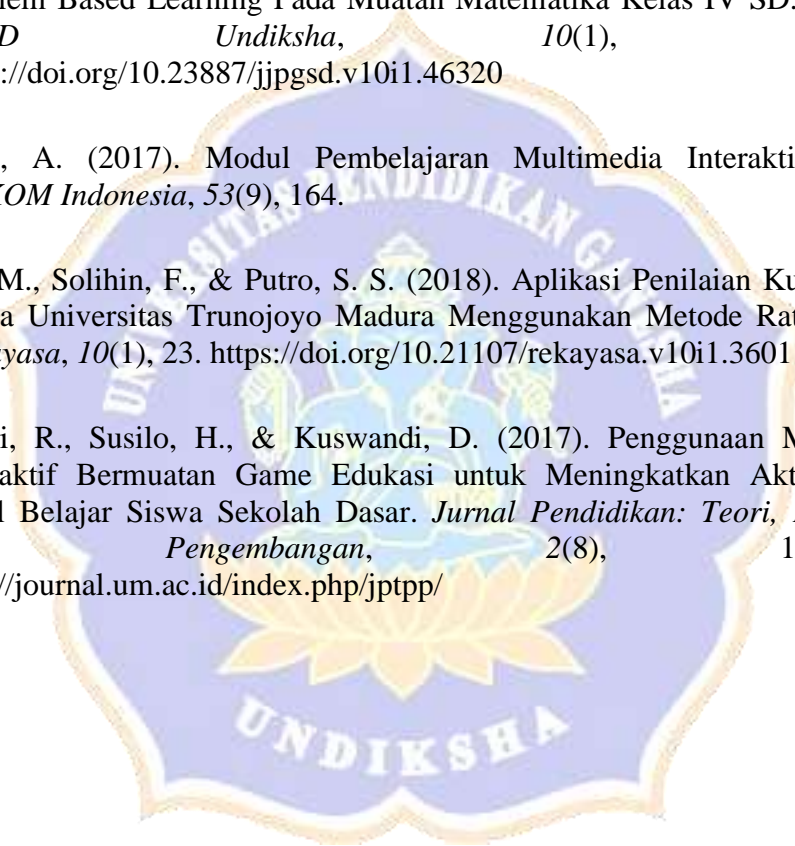 Based Learning Pada Muatan Matematika Kelas IV SD.
Undiksha, 10(1),
://doi.org/10.23887/jjpgsd.v10i1.46320
, A. (2017). Modul Pembelajaran Multimedia Interakti
KOM Indonesia, 53(9), 164.
M., Solihin, F., & Putro, S. S. (2018). Aplikasi Penilaian Ku
a Universitas Trunojoyo Madura Menggunakan Metode Rat
yasa, 10(1), 23. https://doi.org/10.21107/rekayasa.v10i1.3601
i, R., Susilo, H., & Kuswandi, D. (2017). Penggunaan M
aktif Bermuatan Game Edukasi untuk Meningkatkan Akt
l Belajar Siswa Sekolah Dasar. Jurnal Pendidikan: Teori,
Pengembangan, 2(8), 1
//journal.um.ac.id/index.php/jptpp/
UNIVERSITAS PENDIDIKAN GANESHA
UNDIKSHA